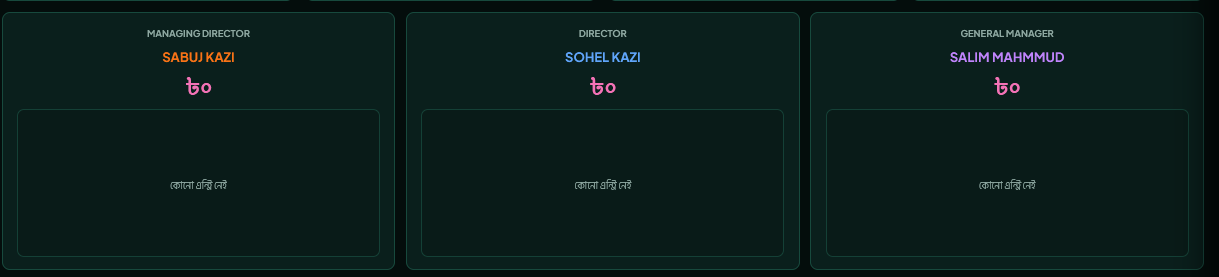 MANAGING DIRECTOR
SABUJ KAZI
৳০
কোনো এন্ট্রি নেই
DIRECTOR
SOHEL KAZI
৳০
কোনো এন্ট্রি নেই
GENERAL MANAGER
SALIM MAHMMUD
৳০
কোনো এন্ট্রি নেই